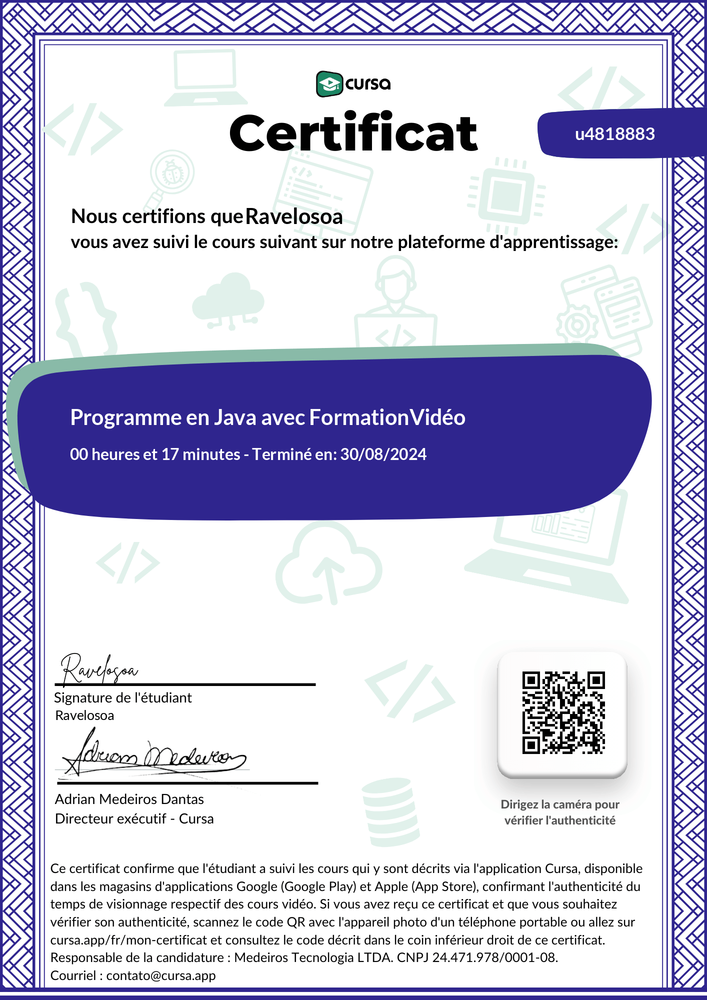 cursa
Certificat
u4818883
Nous certifions que Ravelosoa
vous avez suivi le cours suivant sur notre plateforme d'apprentissage:
Programme en Java avec FormationVidéo
00 heures et 17 minutes - Terminé en: 30/08/2024
Ravelosoa
Signature de l'étudiant
Ravelosoa
Adrian Medeiros
Adrian Medeiros Dantas
Directeur exécutif - Cursa
Dirigez la caméra pour
vérifier l'authenticité
Ce certificat confirme que l'étudiant a suivi les cours qui y sont décrits via l'application Cursa, disponible
dans les magasins d'applications Google (Google Play) et Apple (App Store), confirmant l'authenticité du
temps de visionnage respectif des cours vidéo. Si vous avez reçu ce certificat et que vous souhaitez
vérifier son authenticité, scannez le code QR avec l'appareil photo d'un téléphone portable ou allez sur
cursa.app/fr/mon-certificat et consultez le code décrit dans le coin inférieur droit de ce certificat.
Responsable de la candidature : Medeiros Tecnologia LTDA. CNPJ 24.471.978/0001-08.
Courriel : contato@cursa.app